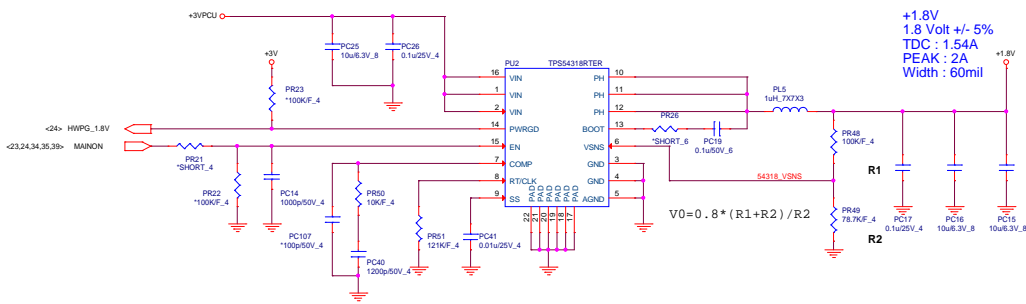 +3VPCU
+1.8V
1.8 Volt +/- 5%
TDC : 1.54A
PEAK : 2A
Width : 60mil
+1.8V
PC25
10u/6.3V_8
PC26
0.1u/25V_4
+3V
PR23
*100K/F_4
PU2
TPS54318RTER
16
VIN
1
VIN
2
VIN
14
PWRGD
15
EN
7
COMP
8
RT/CLK
9
SS
PH
10
PH
11
PH
12
BOOT
13
VSNS
6
GND
3
GND
4
AGND
5
PAD
PAD
PAD
PAD
PAD
PAD
22
21
20
19
18
17
<24> HWPG_1.8V
<23,24,34,35,39> MAINON
PR21
*SHORT_4
PR22
*100K/F_4
PC14
1000p/50V_4
PR50
10K/F_4
PC107
*100p/50V_4
PC40
1200p/50V_4
PR51
121K/F_4
PC41
0.01u/25V_4
PR26
*SHORT_6
PC19
0.1u/50V_6
PL5
1uH_7X7X3
PR48
100K/F_4
R1
54318_VSNS
V0=0.8*(R1+R2)/R2
PR49
78.7K/F_4
R2
PC17
0.1u/25V_4
PC16
10u/6.3V_8
PC15
10u/6.3V_8